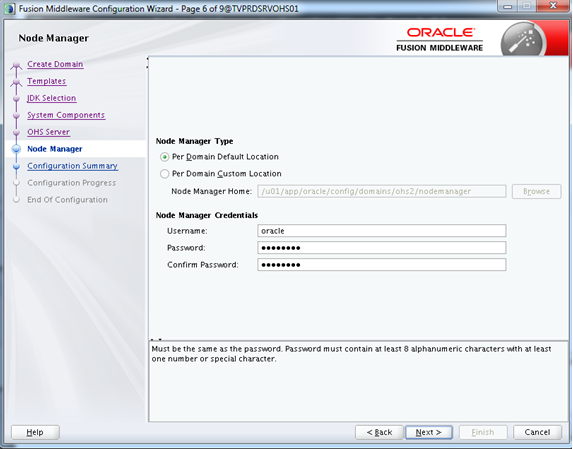 Fusion Middleware Configuration Wizard - Page 6 of 9@TVPRDSRVOHS01
Node Manager
ORACLE
FUSION MIDDLEWARE
Create Domain
Templates
JDK Selection
System Components
OHS Server
Node Manager
Configuration Summary
Configuration Progress
End Of Configuration
Node Manager Type
Per Domain Default Location
Per Domain Custom Location
Node Manager Home: /u01/app/oracle/config/domains/ohs2/nodemanager Browse
Node Manager Credentials
Username: oracle
Password: ••••••••
Confirm Password: ••••••••
Must be the same as the password. Password must contain at least 8 alphanumeric characters with at least
one number or special character.
Help < Back Next > Finish Cancel